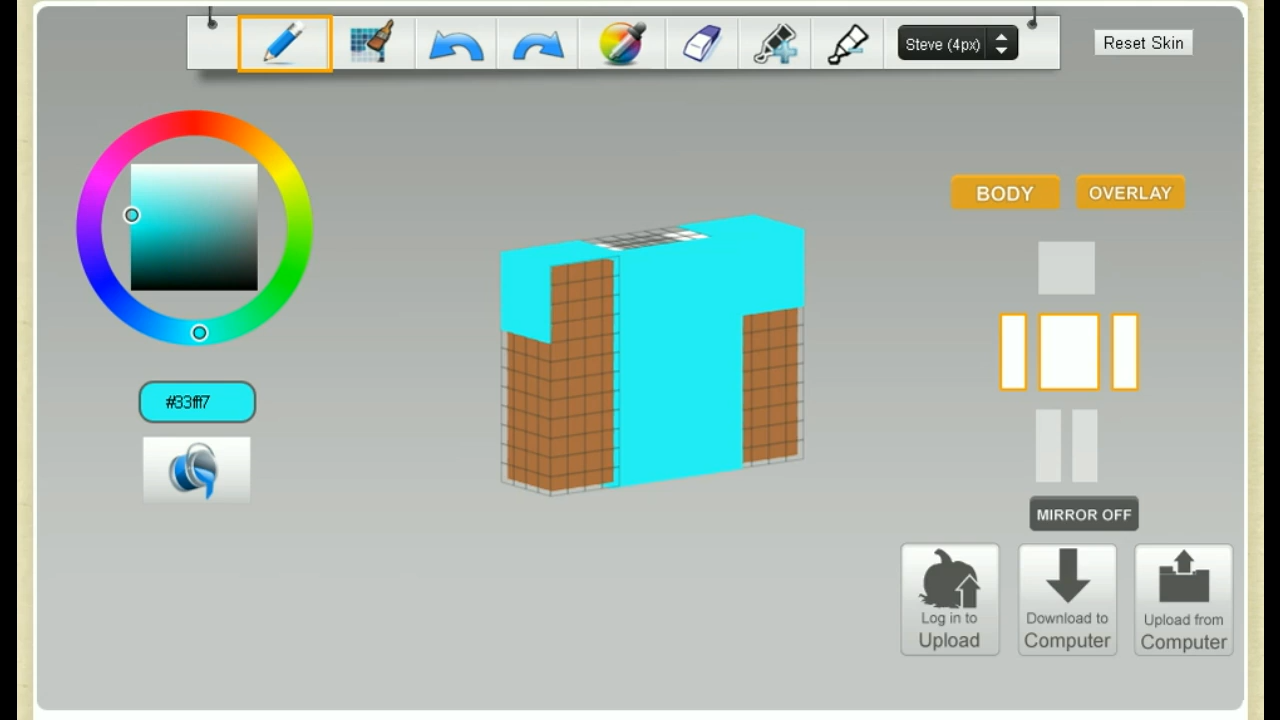 Steve (4px)
Reset Skin
BODY
OVERLAY
#33fff7
MIRROR OFF
Log in to
Upload
Download to
Computer
Upload from
Computer